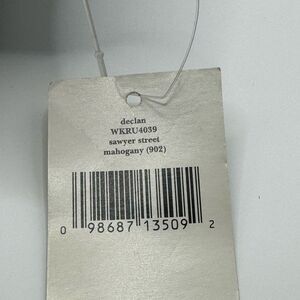 declan
WKRU4039
sawyer street
mahogany (902)
0 98687 13509 2